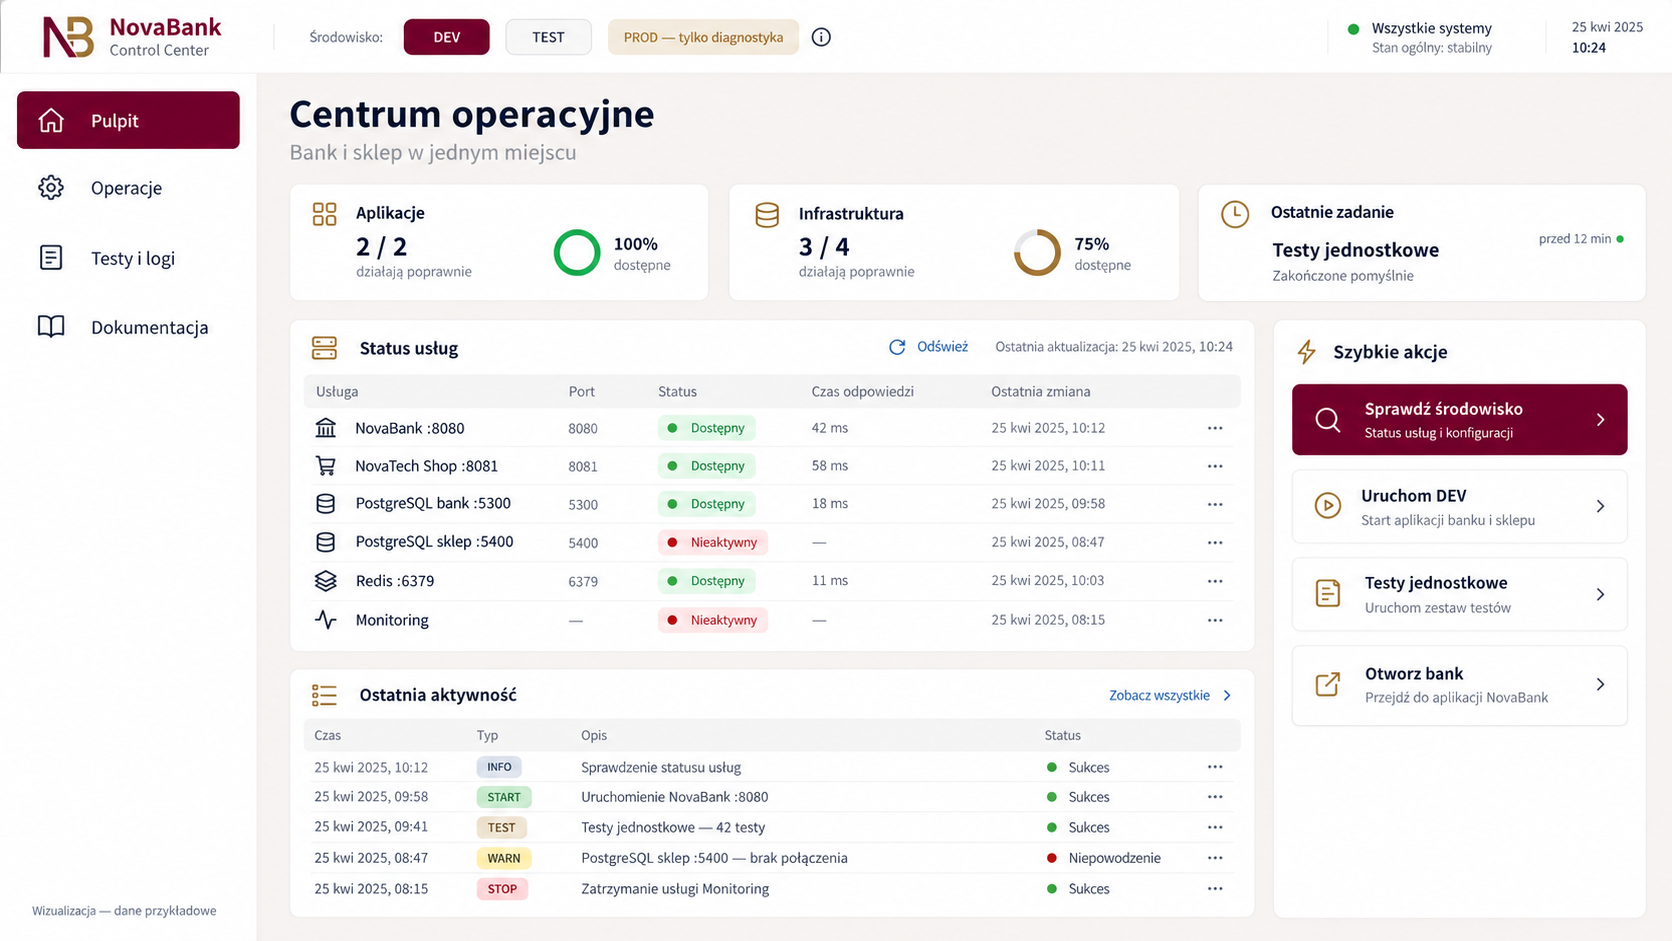 NovaBank
Control Center
Środowisko:
DEV
TEST
PROD — tylko diagnostyka
Wszystkie systemy
Stan ogólny: stabilny
25 kwi 2025
10:24
Pulpit
Operacje
Testy i logi
Dokumentacja
Wizualizacja — dane przykładowe
Centrum operacyjne
Bank i sklep w jednym miejscu
Aplikacje
2 / 2
działają poprawnie
100%
dostępne
Infrastruktura
3 / 4
działają poprawnie
75%
dostępne
Ostatnie zadanie
Testy jednostkowe
Zakończone pomyślnie
przed 12 min
Status usług
Odśwież
Ostatnia aktualizacja: 25 kwi 2025, 10:24
Usługa Port Status Czas odpowiedzi Ostatnia zmiana
NovaBank :8080 8080 Dostępny 42 ms 25 kwi 2025, 10:12
NovaTech Shop :8081 8081 Dostępny 58 ms 25 kwi 2025, 10:11
PostgreSQL bank :5300 5300 Dostępny 18 ms 25 kwi 2025, 09:58
PostgreSQL sklep :5400 5400 Nieaktywny — 25 kwi 2025, 08:47
Redis :6379 6379 Dostępny 11 ms 25 kwi 2025, 10:03
Monitoring — Nieaktywny — 25 kwi 2025, 08:15
Ostatnia aktywność
Zobacz wszystkie
Czas Typ Opis Status
25 kwi 2025, 10:12 INFO Sprawdzenie statusu usług Sukces
25 kwi 2025, 09:58 START Uruchomienie NovaBank :8080 Sukces
25 kwi 2025, 09:41 TEST Testy jednostkowe — 42 testy Sukces
25 kwi 2025, 08:47 WARN PostgreSQL sklep :5400 — brak połączenia Niepowodzenie
25 kwi 2025, 08:15 STOP Zatrzymanie usługi Monitoring Sukces
Szybkie akcje
Sprawdź środowisko
Status usług i konfiguracji
Uruchom DEV
Start aplikacji banku i sklepu
Testy jednostkowe
Uruchom zestaw testów
Otworz bank
Przejdź do aplikacji NovaBank